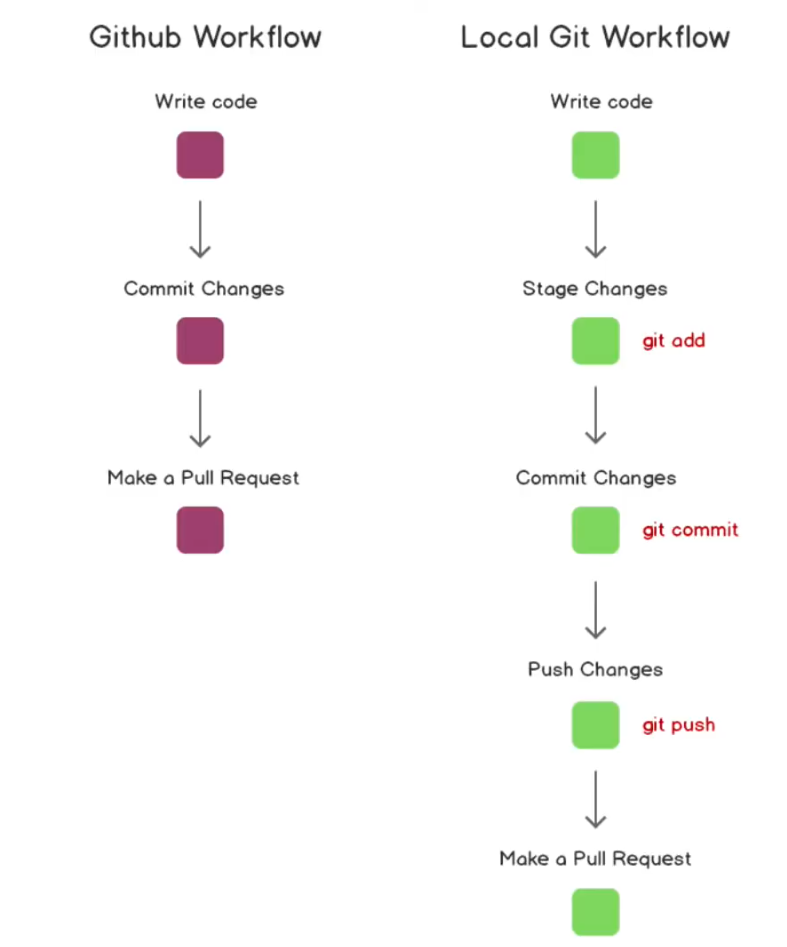 Github Workflow
Write code
Commit Changes
Make a Pull Request
Local Git Workflow
Write code
Stage Changes
git add
Commit Changes
git commit
Push Changes
git push
Make a Pull Request